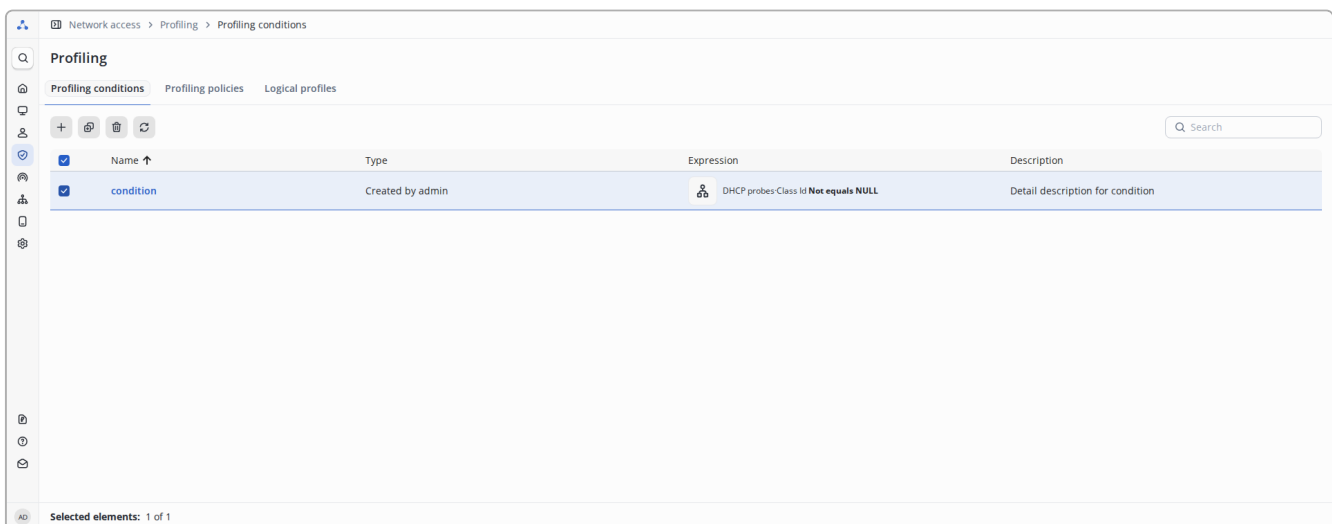 Network access > Profiling > Profiling conditions
Profiling
Profiling conditions Profiling policies Logical profiles
Search
Name Type Expression Description
condition Created by admin DHCP probes·Class Id Not equals NULL Detail description for condition
AD Selected elements: 1 of 1